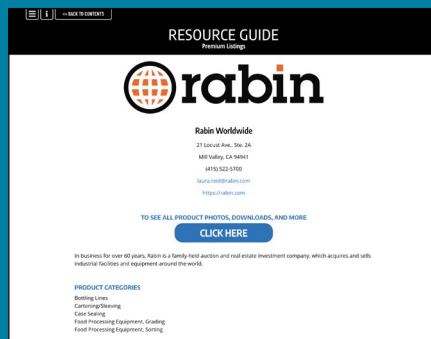 << BACK TO CONTENTS
RESOURCE GUIDE
Premium Listings
rabin
Rabin Worldwide
21 Locust Ave., Ste. 2A
Mill Valley, CA 94941
(415) 522-5700
laura.reid@rabin.com
https://rabin.com
TO SEE ALL PRODUCT PHOTOS, DOWNLOADS, AND MORE
CLICK HERE
In business for over 60 years, Rabin is a family-held auction and real estate investment company, which acquires and sells
industrial facilities and equipment around the world.
PRODUCT CATEGORIES
Bottling Lines
Cartoning/Sleeving
Case Sealing
Food Processing Equipment, Grading
Food Processing Equipment, Sorting